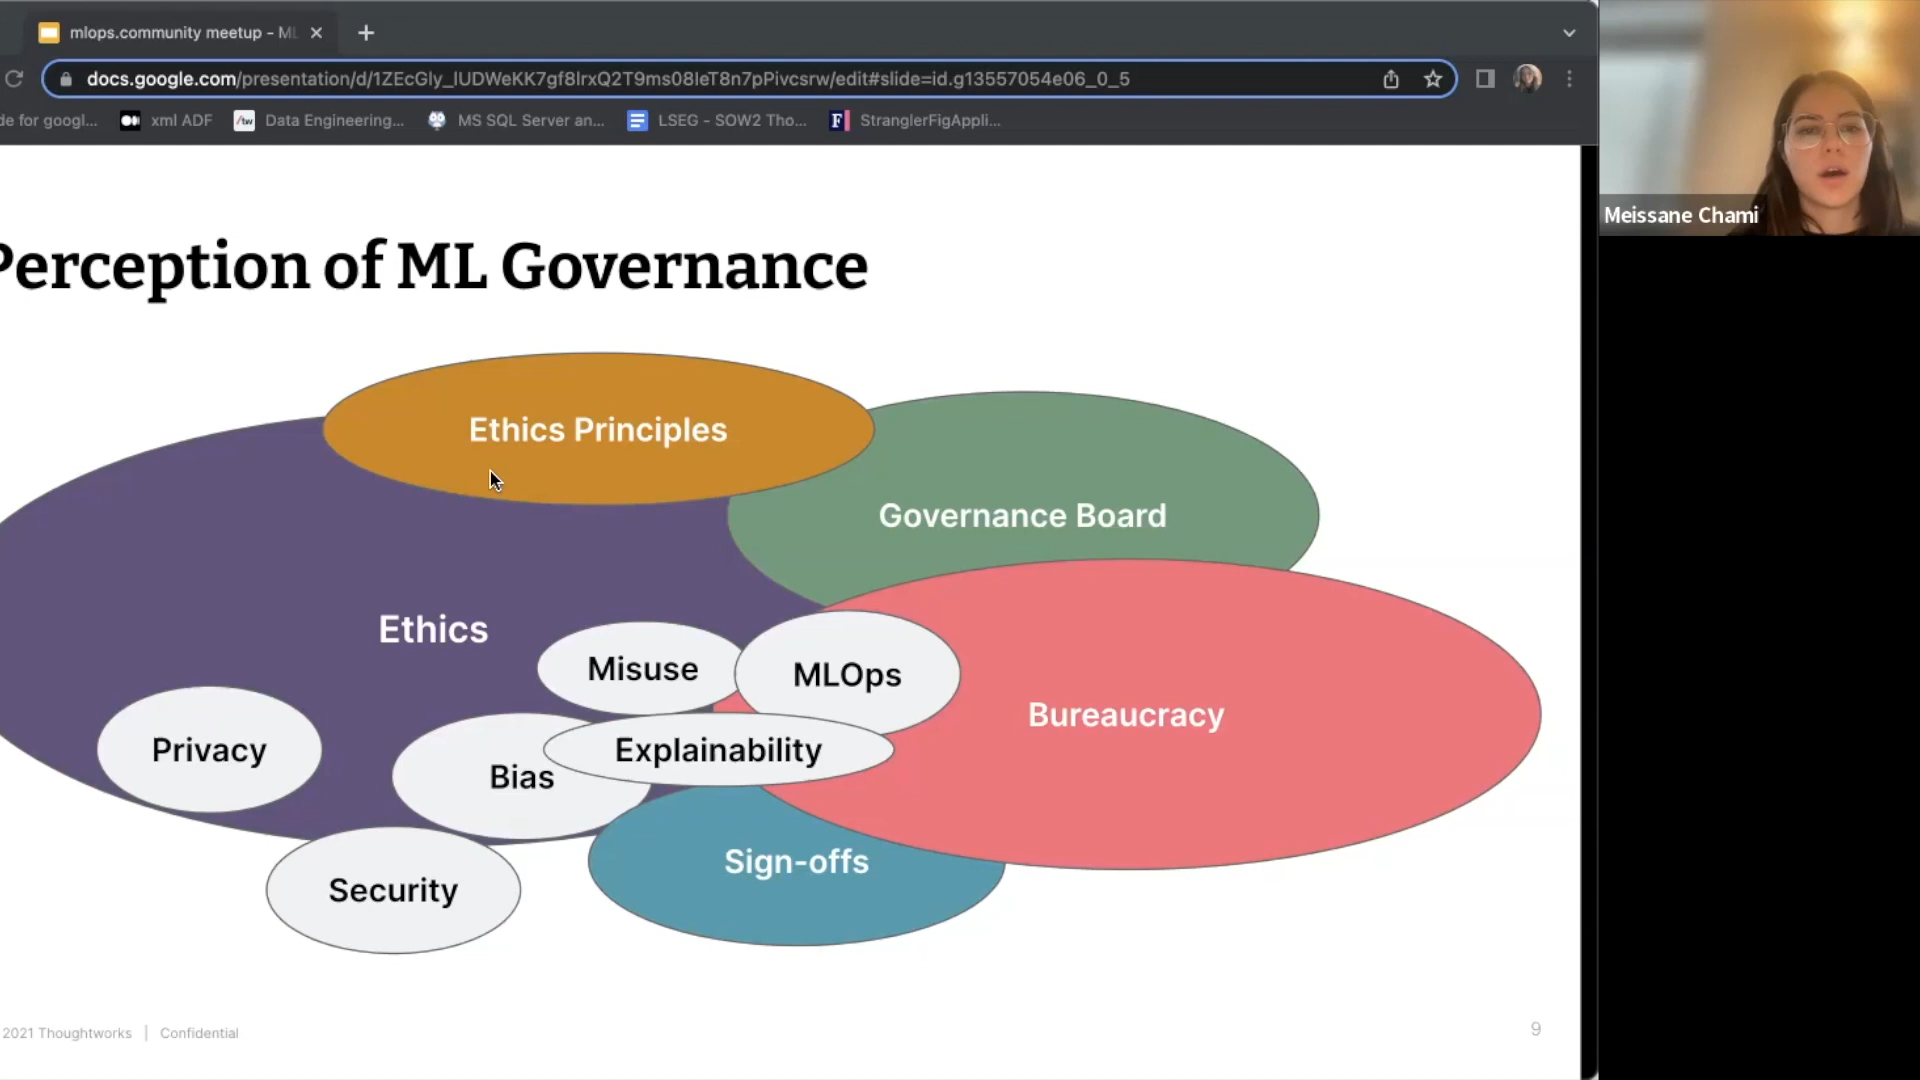 mlops.community meetup - ML
docs.google.com/presentation/d/1ZEcGly_lUDWeKK7gf8lrxQ2T9ms08leT8n7pPivcsrw/edit#slide=id.g13557054e06_0_5
de for googl...
xml ADF
/tw
Data Engineering...
MS SQL Server an...
LSEG - SOW2 Tho...
F
StranglerFigAppli...
Meissane Chami
Perception of ML Governance
Ethics Principles
Governance Board
Ethics
Misuse
MLOps
Bureaucracy
Privacy
Explainability
Bias
Sign-offs
Security
2021 Thoughtworks | Confidential
9